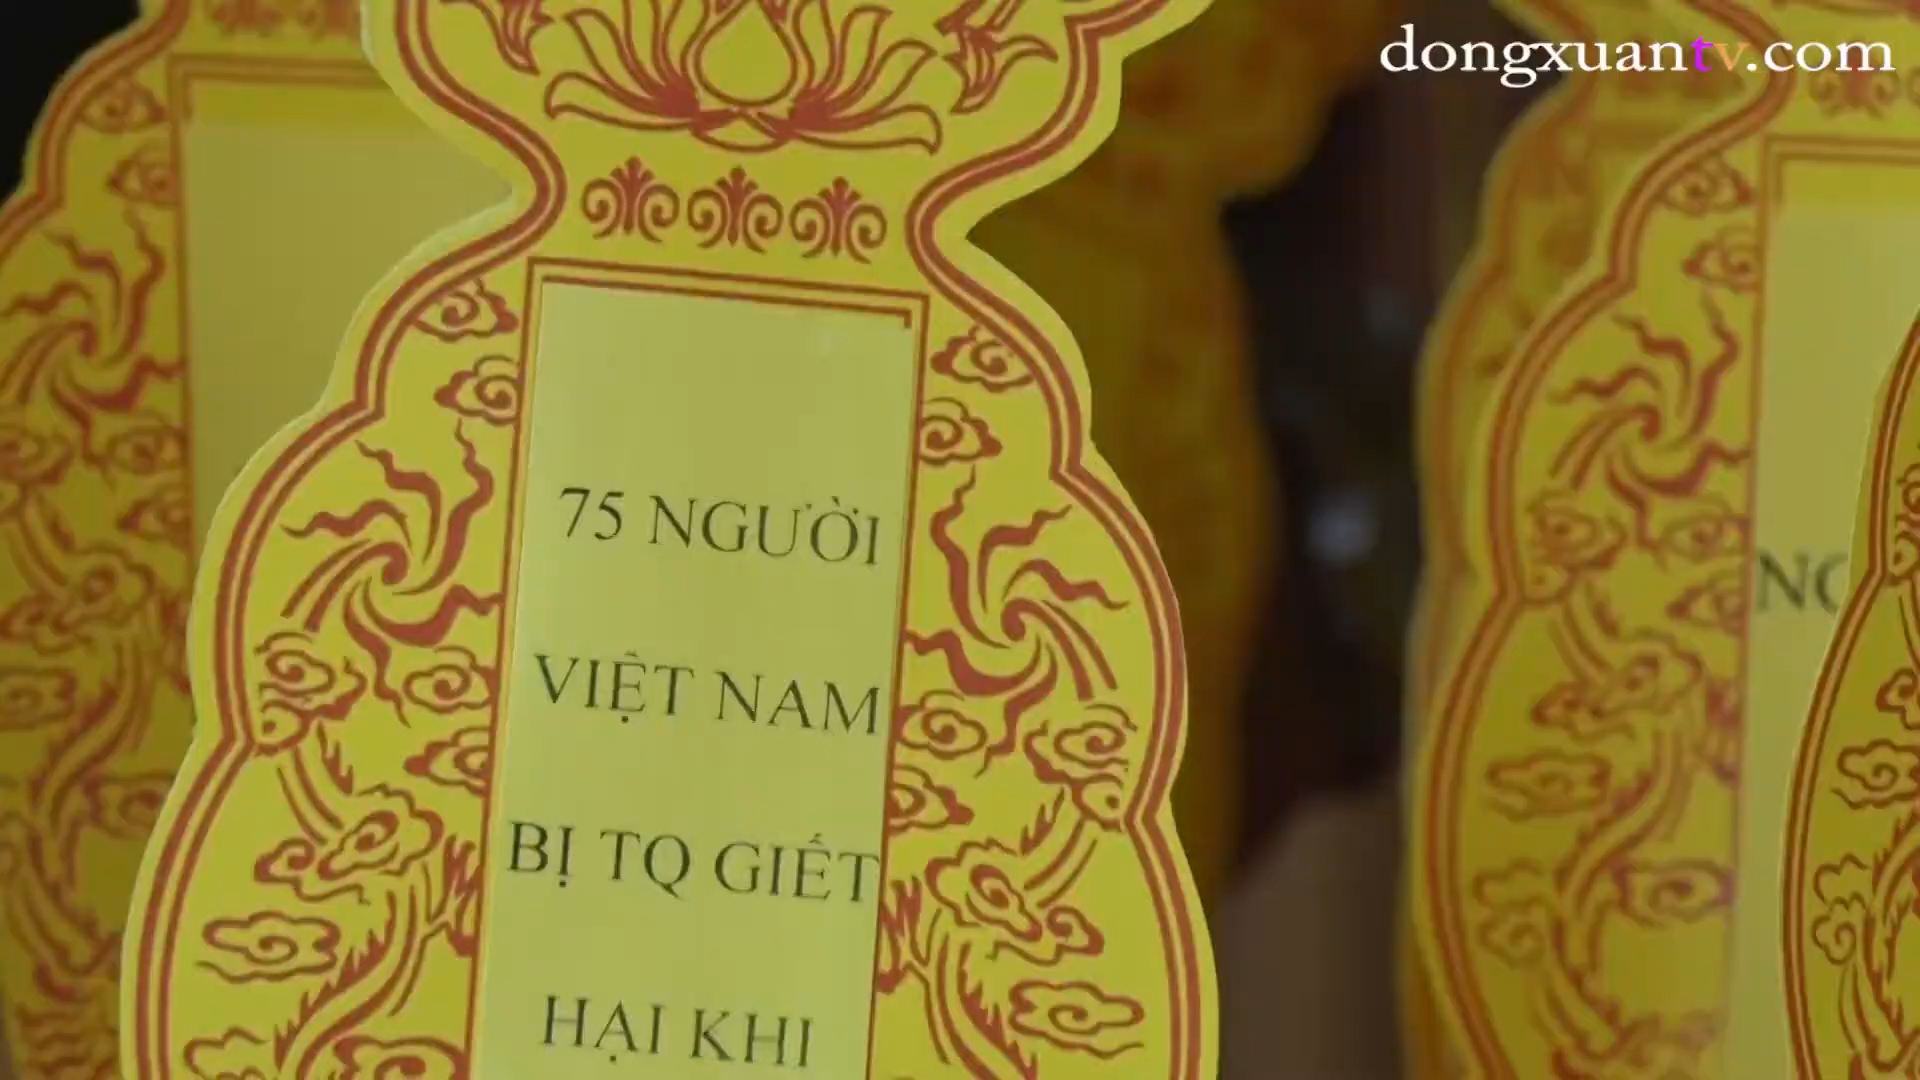 dongxuantv.com
75 NGƯỜI
VIỆT NAM
BỊ TQ GIẾT
HẠI KHI